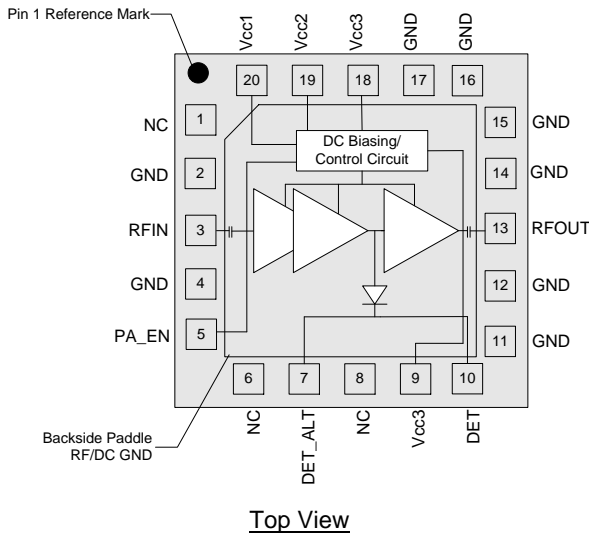 Pin 1 Reference Mark
Vcc1
Vcc2
Vcc3
GND
GND
20
19
18
17
16
NC
1
15
GND
DC Biasing/
Control Circuit
GND
2
14
GND
RFIN
3
13
RFOUT
GND
4
12
GND
PA_EN
5
11
GND
6
7
8
9
10
NC
DET_ALT
NC
Vcc3
DET
Backside Paddle
RF/DC GND
Top View